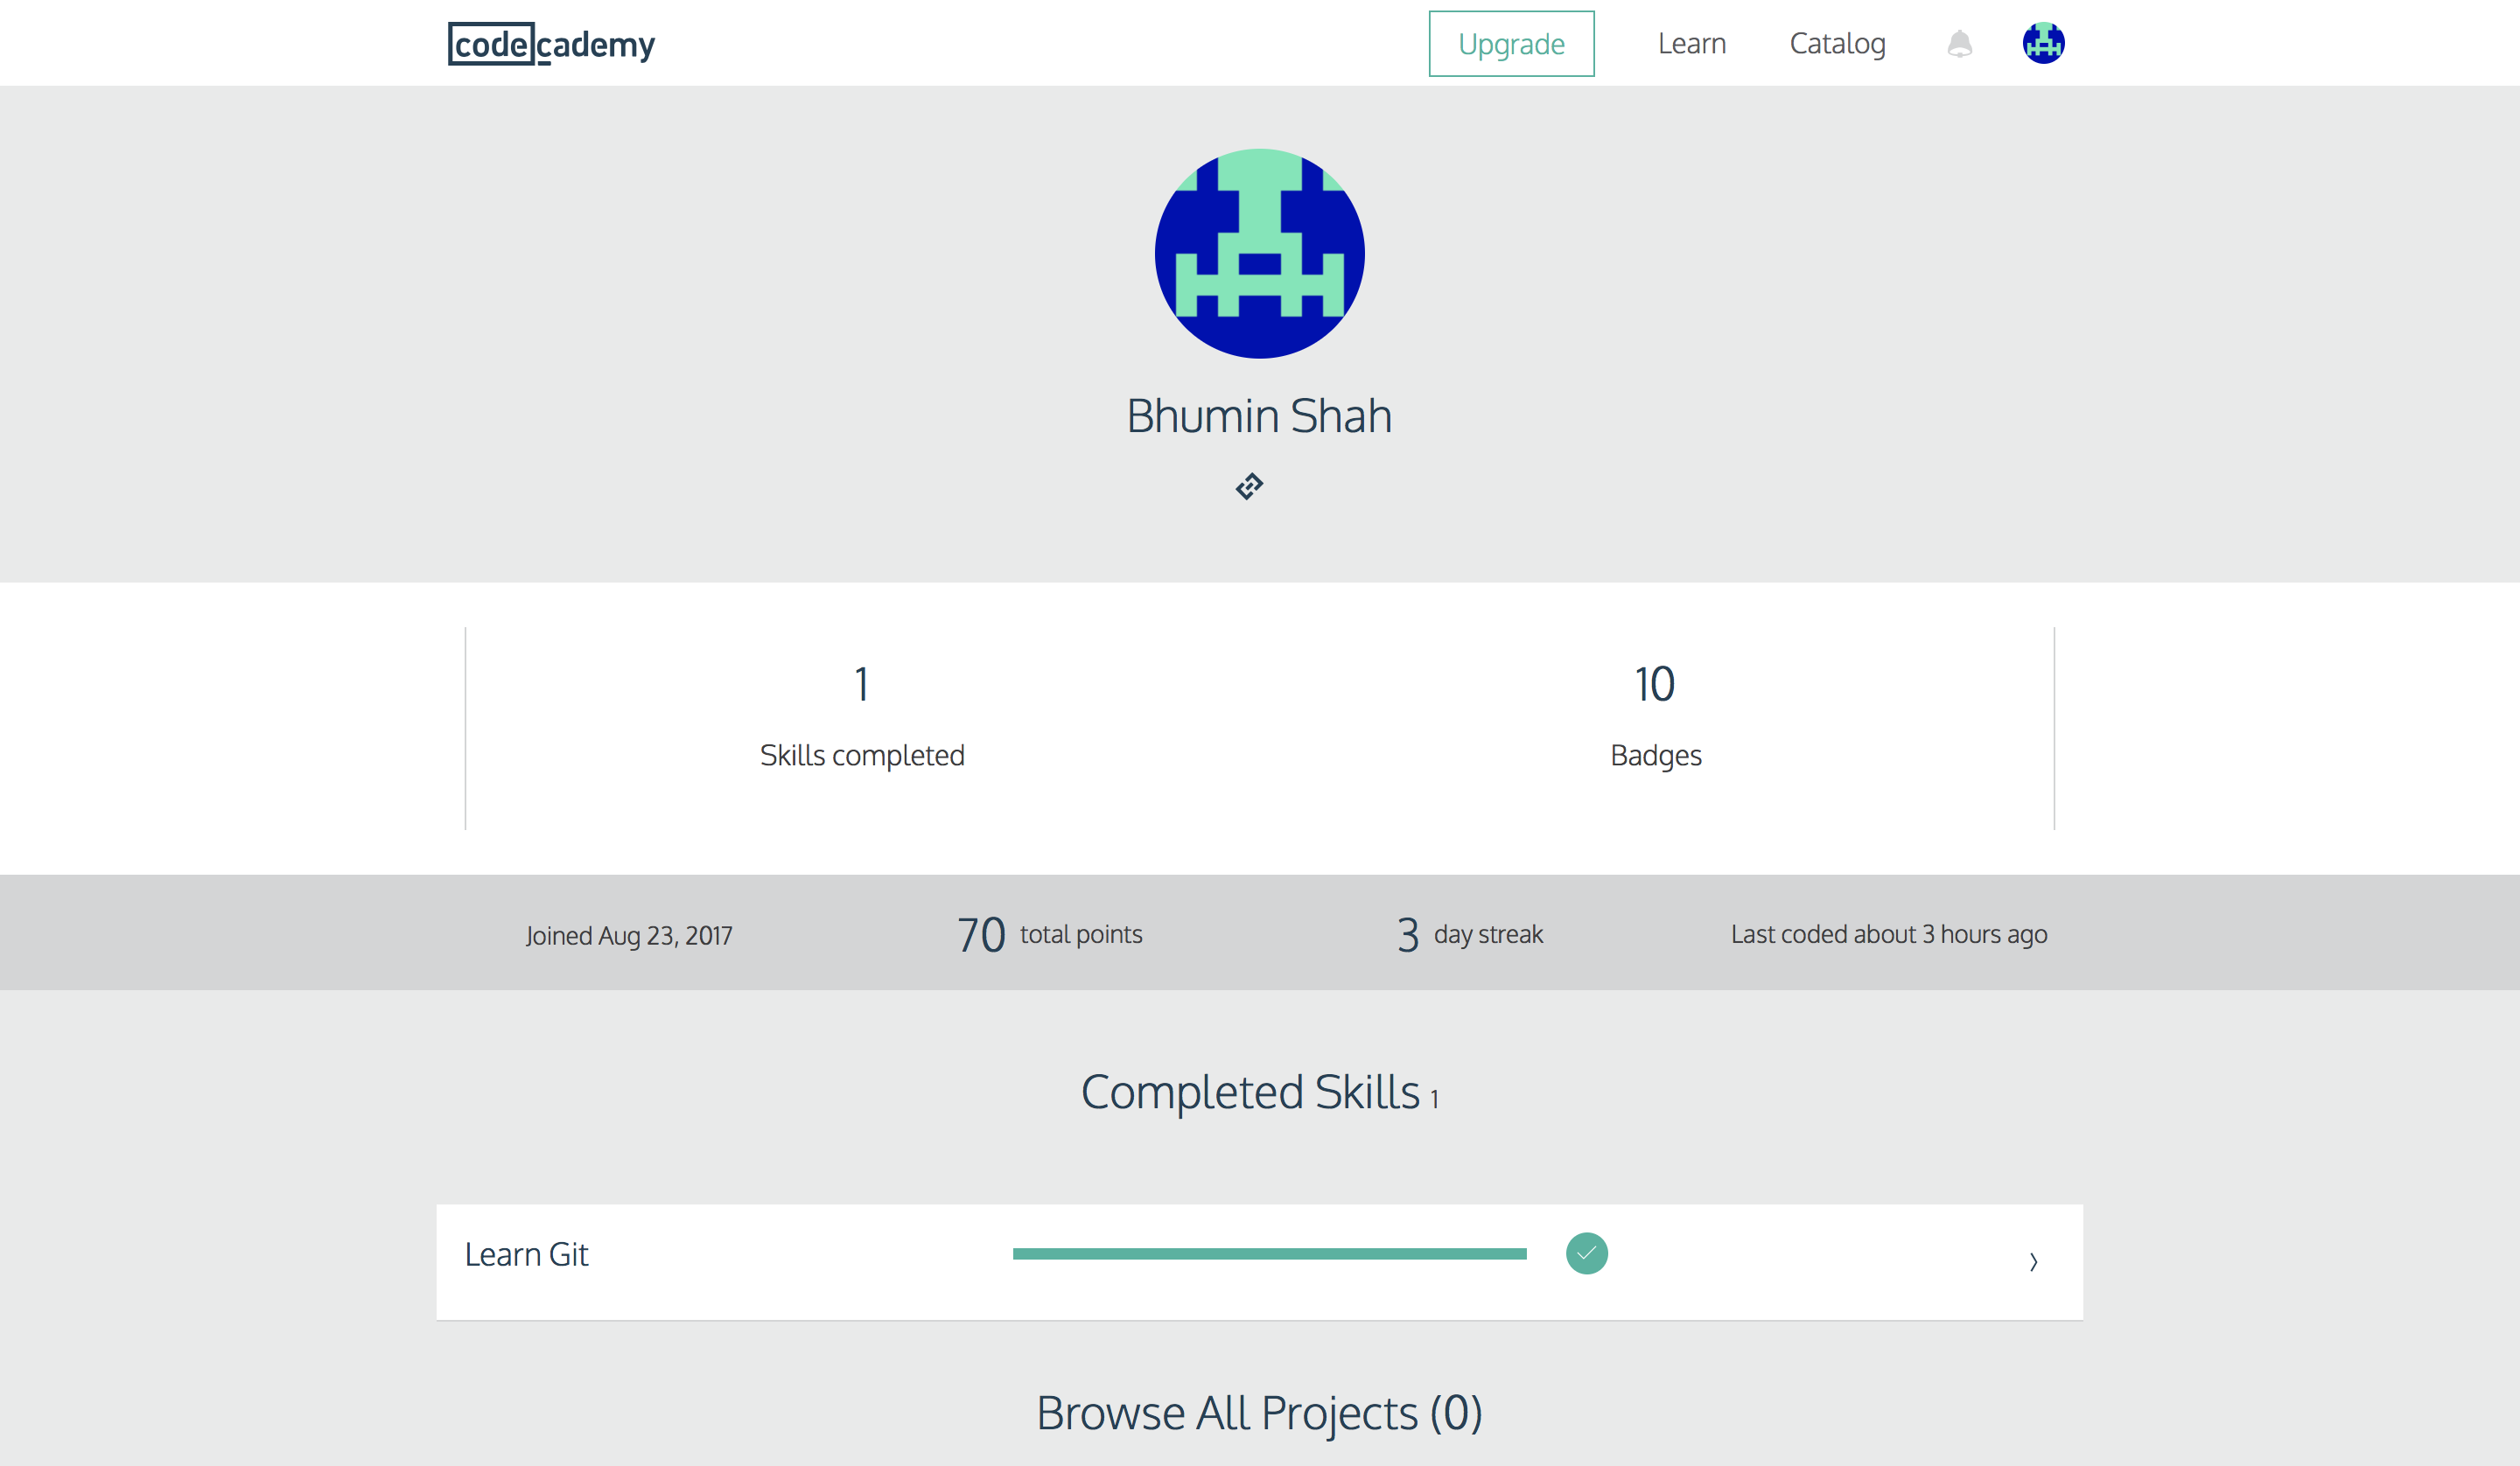 codecademy
Upgrade Learn Catalog
Bhumin Shah
1
Skills completed
10
Badges
Joined Aug 23, 2017
70 total points
3 day streak
Last coded about 3 hours ago
Completed Skills 1
Learn Git
Browse All Projects (0)